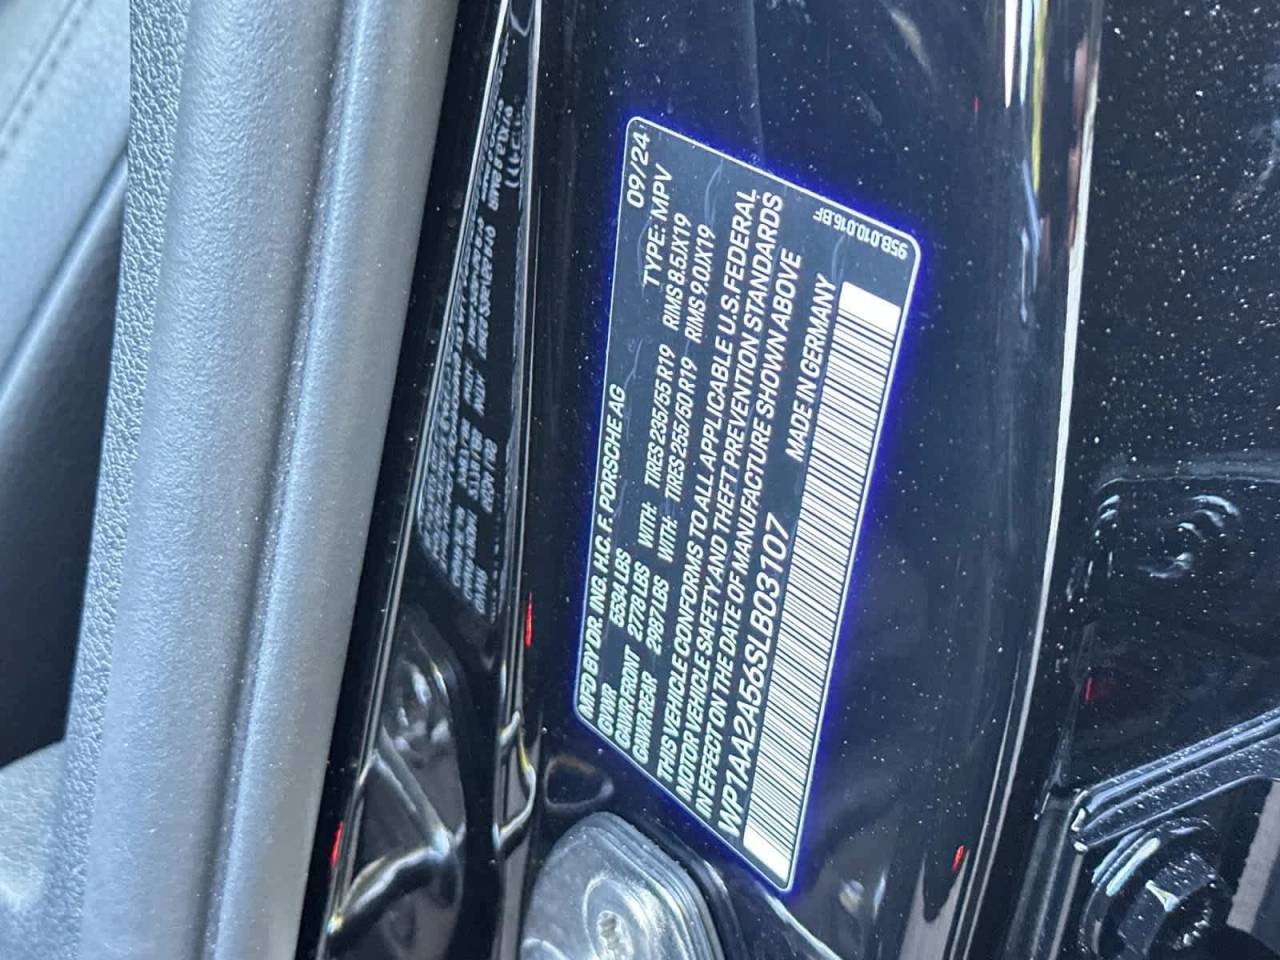 MFD BY DR. ING. H.C. F. PORSCHE AG 09/24
GVWR 5534 LBS TYPE: MPV
GAWR FRONT 2778 LBS WITH: TIRES 235/55 R19 RIMS 8.5JX19
GAWR REAR 2987 LBS WITH: TIRES 255/50 R19 RIMS 9.0JX19
THIS VEHICLE CONFORMS TO ALL APPLICABLE U.S. FEDERAL
MOTOR VEHICLE SAFETY AND THEFT PREVENTION STANDARDS
IN EFFECT ON THE DATE OF MANUFACTURE SHOWN ABOVE
WP1AA2A56SLB03107 MADE IN GERMANY
95B.010.015.BF